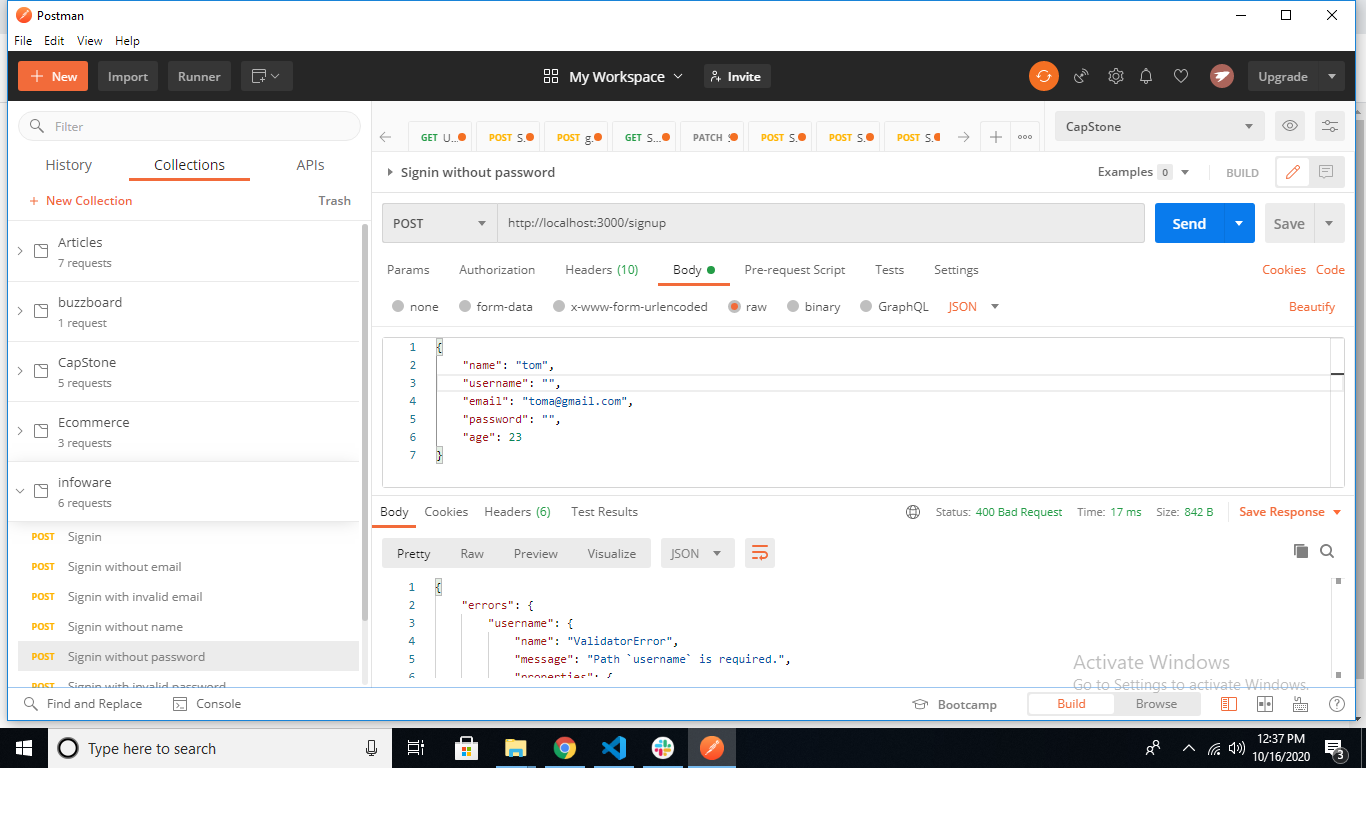 Postman
File Edit View Help
New Import Runner My Workspace Invite Upgrade
Filter
History Collections APIs
+ New Collection Trash
Articles
7 requests
buzzboard
1 request
CapStone
5 requests
Ecommerce
3 requests
infoware
6 requests
POST Signin
POST Signin without email
POST Signin with invalid email
POST Signin without name
POST Signin without password
POST Signin with invalid password
GET U... POST S. POST g. GET S... PATCH POST S. POST S. POST S. CapStone
Signin without password Examples 0 BUILD
POST http://localhost:3000/signup Send Save
Params Authorization Headers (10) Body Pre-request Script Tests Settings Cookies Code
none form-data x-www-form-urlencoded raw binary GraphQL JSON Beautify
1 {
2 "name": "tom",
3 "username": "",
4 "email": "toma@gmail.com",
5 "password": "",
6 "age": 23
7 }
Body Cookies Headers (6) Test Results Status: 400 Bad Request Time: 17 ms Size: 842 B Save Response
Pretty Raw Preview Visualize JSON
1 {
2 "errors": {
3 "username": {
4 "name": "ValidatorError",
5 "message": "Path `username` is required.",
6 "properties": {
Activate Windows
Go to Settings to activate Windows.
Find and Replace Console Bootcamp Build Browse
Type here to search
12:37 PM
10/16/2020
3